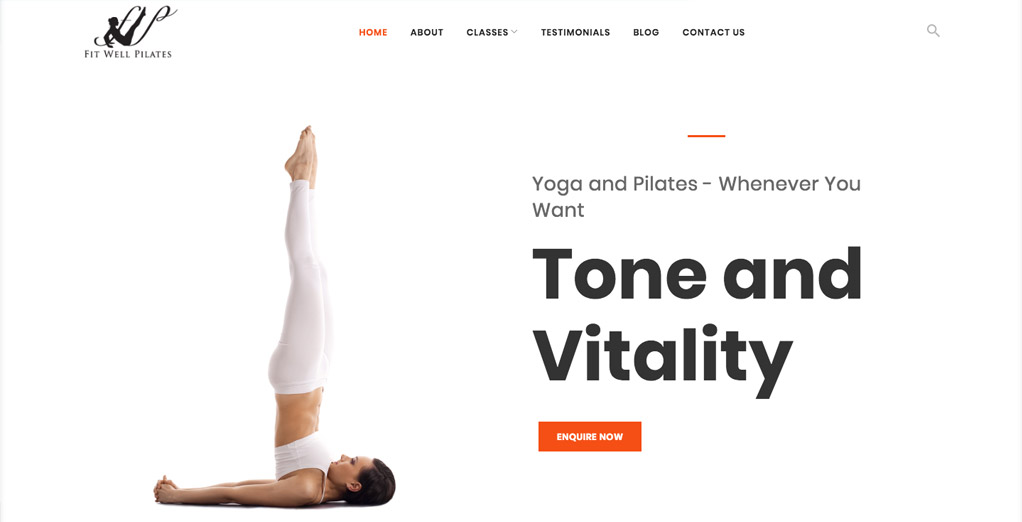 FIT WELL PILATES
HOME ABOUT CLASSES TESTIMONIALS BLOG CONTACT US
Yoga and Pilates - Whenever You
Want
Tone and
Vitality
ENQUIRE NOW